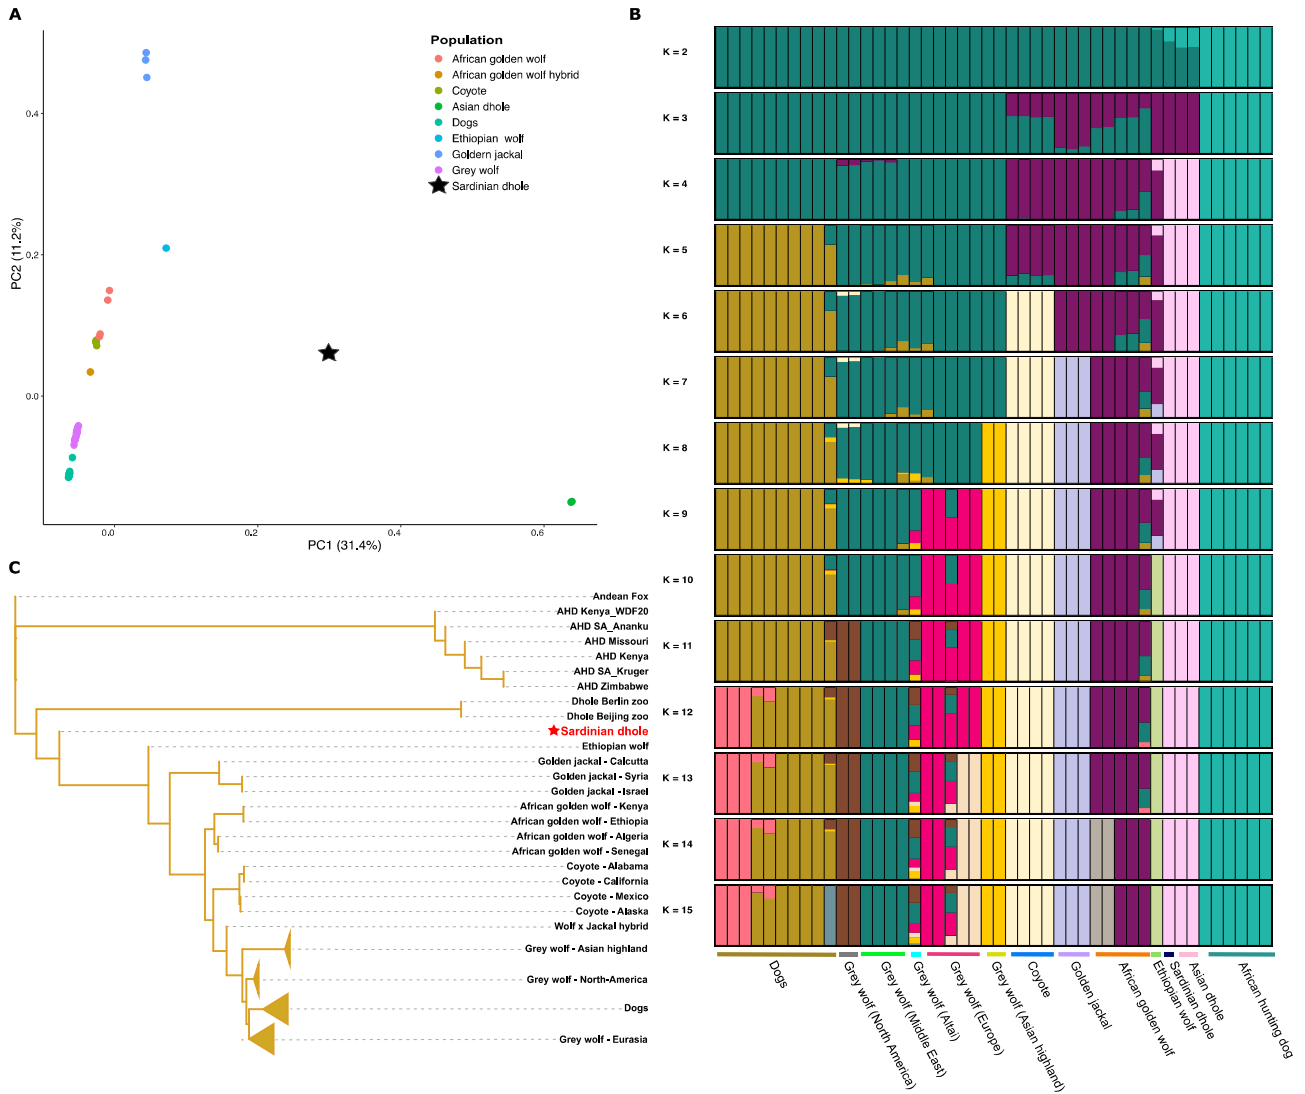 A
Population
African golden wolf
African golden wolf hybrid
Coyote
Asian dhole
Dogs
Ethiopian wolf
Goldern jackal
Grey wolf
Sardinian dhole
PC2 (11.2%)
0.4
0.2
0.0
0.0
0.2
0.4
0.6
PC1 (31.4%)
B
K = 2
K = 3
K = 4
K = 5
K = 6
K = 7
K = 8
K = 9
K = 10
K = 11
K = 12
K = 13
K = 14
K = 15
Dogs
Grey wolf (North America)
Grey wolf (Middle East)
Grey wolf (Altai)
Grey wolf (Europe)
Grey wolf (Asian highland)
Coyote
Golden jackal
African golden wolf
Ethiopian wolf
Sardinian dhole
Asian dhole
African hunting dog
C
Andean Fox
AHD Kenya_WDF20
AHD SA_Ananku
AHD Missouri
AHD Kenya
AHD SA_Kruger
AHD Zimbabwe
Dhole Berlin zoo
Dhole Beijing zoo
Sardinian dhole
Ethiopian wolf
Golden jackal - Calcutta
Golden jackal - Syria
Golden jackal - Israel
African golden wolf - Kenya
African golden wolf - Ethiopia
African golden wolf - Algeria
African golden wolf - Senegal
Coyote - Alabama
Coyote - California
Coyote - Mexico
Coyote - Alaska
Wolf x Jackal hybrid
Grey wolf - Asian highland
Grey wolf - North-America
Dogs
Grey wolf - Eurasia